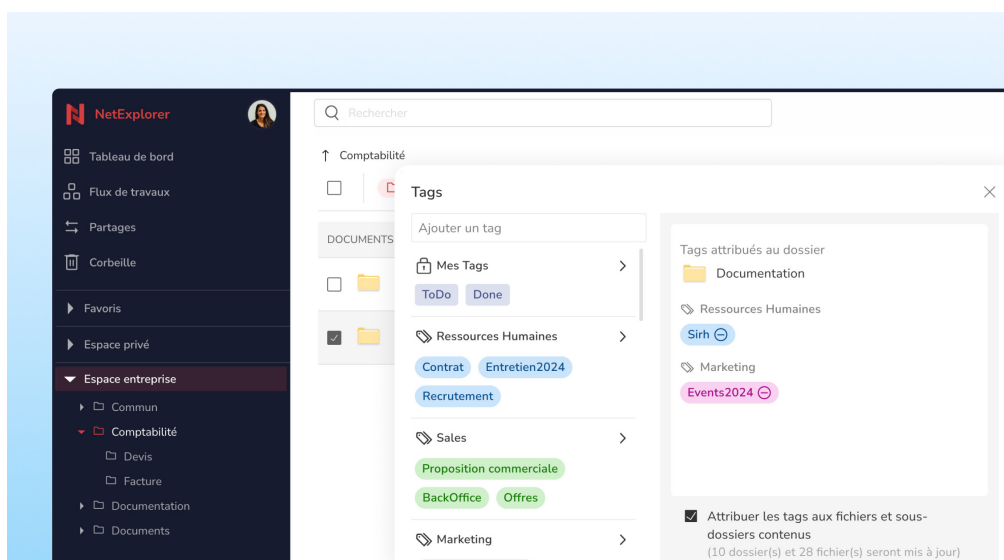 NetExplorer
Tableau de bord
Flux de travaux
Partages
Corbeille
Favoris
Espace privé
Espace entreprise
Commun
Comptabilité
Devis
Facture
Documentation
Documents
Rechercher
↑ Comptabilité
DOCUMENTS
Tags
Ajouter un tag
Mes Tags
ToDo Done
Ressources Humaines
Contrat Entretien2024
Recrutement
Sales
Proposition commerciale
BackOffice Offres
Marketing
Tags attribués au dossier
Documentation
Ressources Humaines
Sirh
Marketing
Events2024
Attribuer les tags aux fichiers et sous-
dossiers contenus
(10 dossier(s) et 28 fichier(s) seront mis à jour)